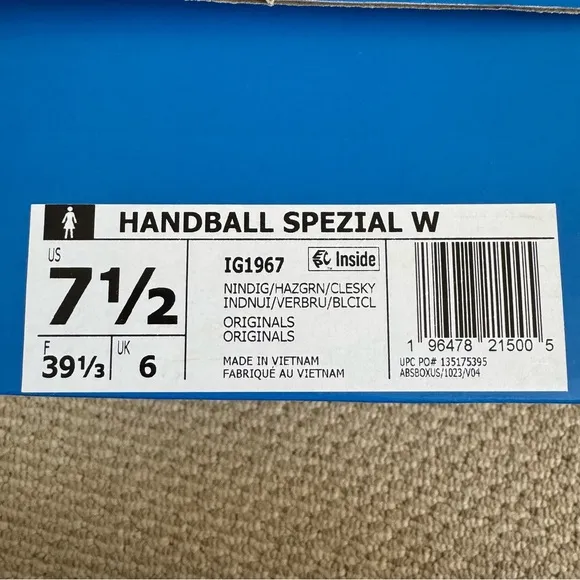 HANDBALL SPEZIAL W
US
7½
F
39⅓
UK
6
IG1967
Inside
NINDIG/HAZGRN/CLESKY
INDNUI/VERBRU/BLCICL
ORIGINALS
ORIGINALS
MADE IN VIETNAM
FABRIQUÉ AU VIETNAM
1 96478 21500 5
UPC PO# 135175395
ABSBOXUS/1023/V04